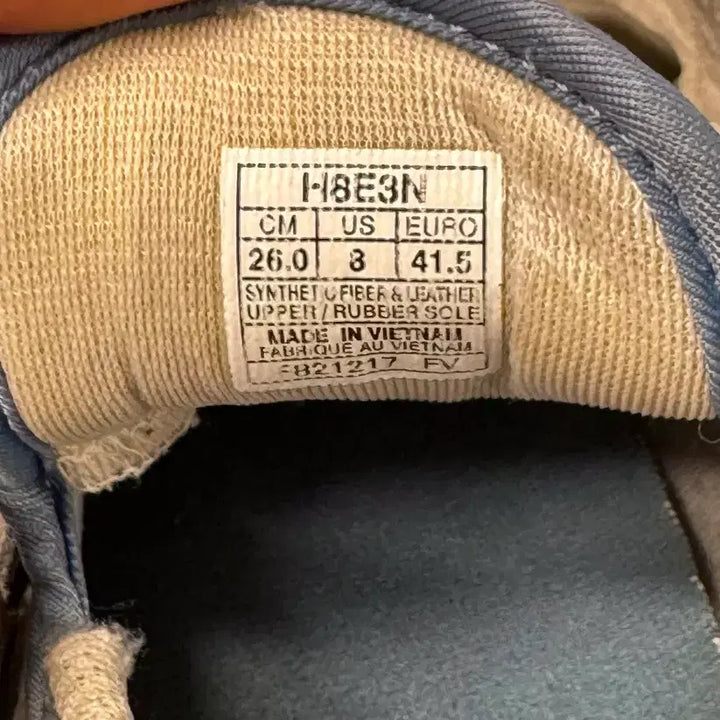 H8E3N
CM US EURO
26.0 8 41.5
SYNTHETIC FIBER & LEATHER
UPPER / RUBBER SOLE
MADE IN VIETNAM
FABRIQUE AU VIETNAM
F821217 FV